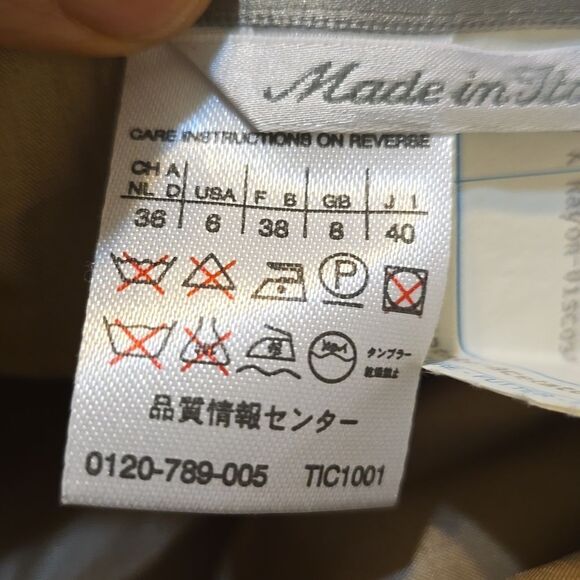 Made in
CARE INSTRUCTIONS ON REVERSE
CH A
NL D USA F B GB J I
36 6 38 8 40
P
タンブラー
乾燥禁止
品質情報センター
0120-789-005 TIC1001